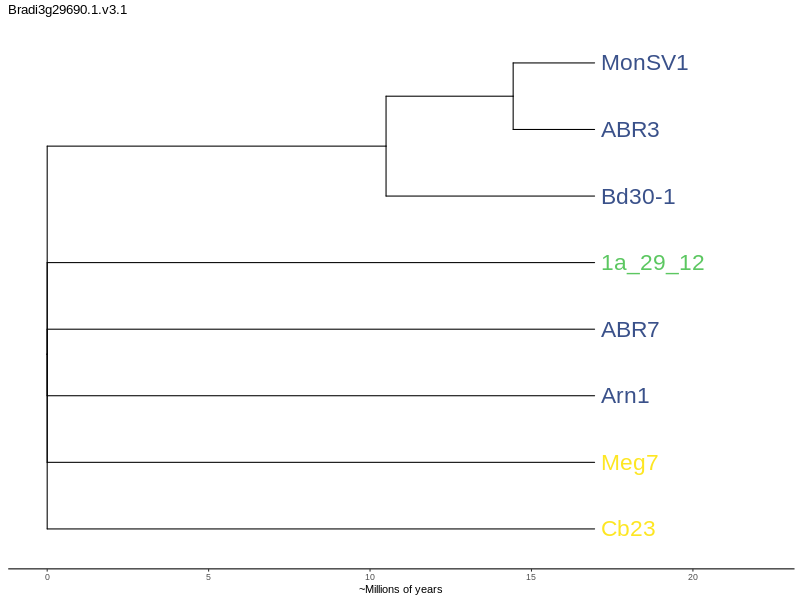 Bradi3g29690.1.v3.1
MonSV1
ABR3
Bd30-1
1a_29_12
ABR7
Arn1
Meg7
Cb23
0 5 10 15 20
~Millions of years